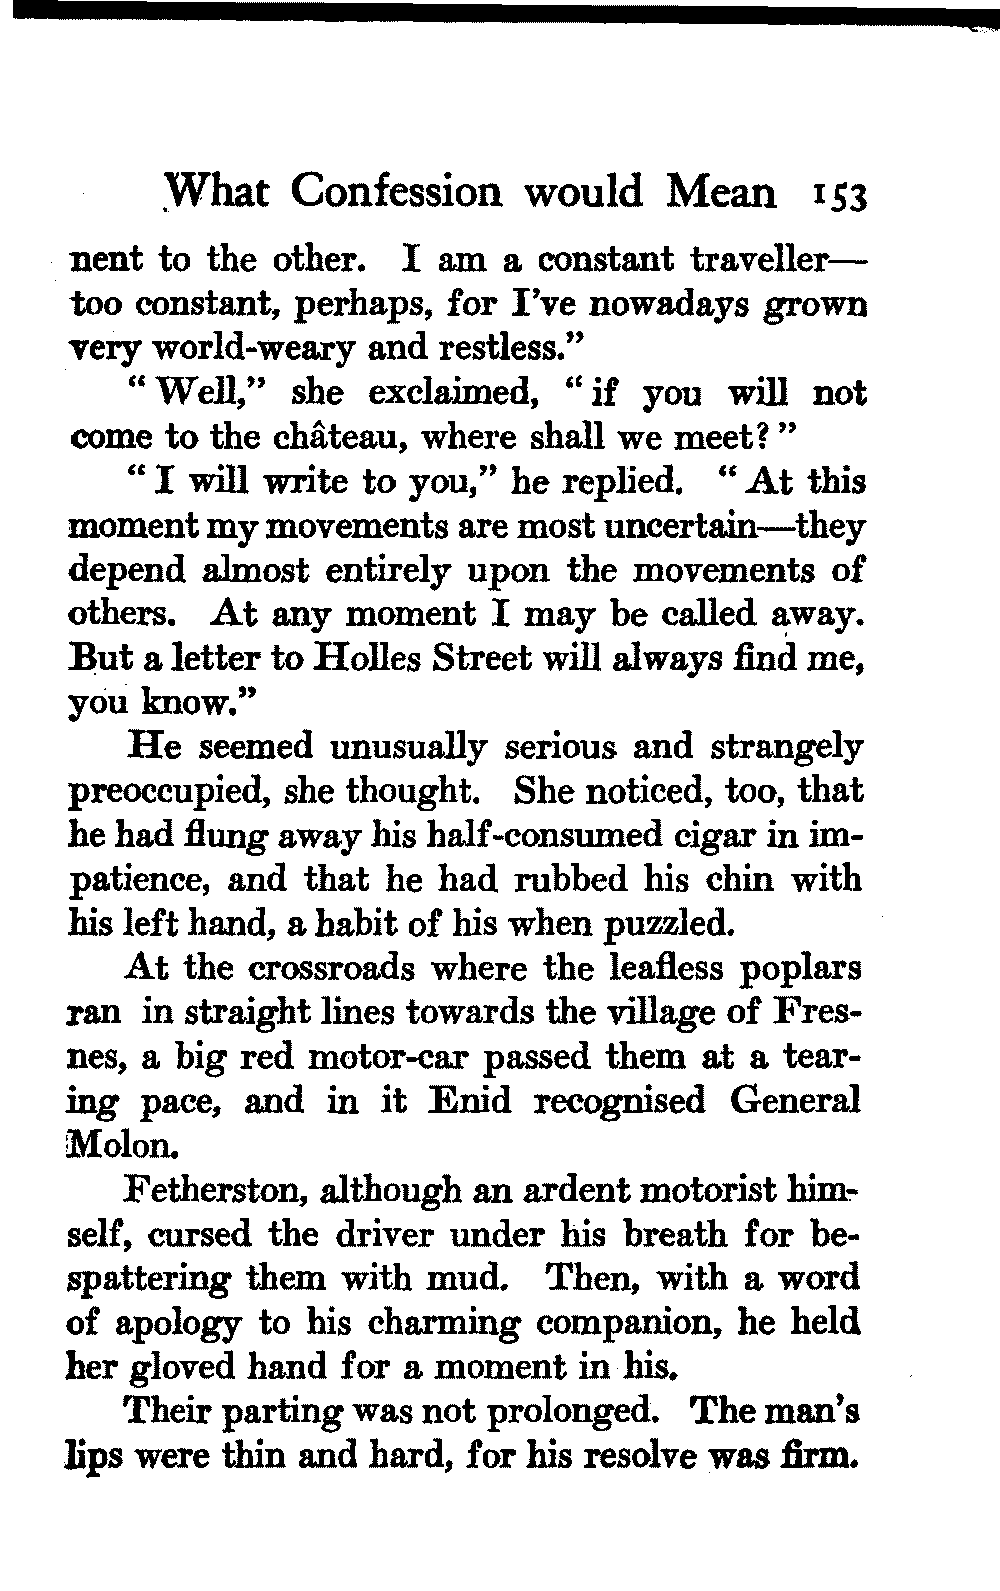 What Confession would Mean 153
nent to the other. I am a constant traveller—
too constant, perhaps, for I've nowadays grown
very world-weary and restless.”
“ Well,” she exclaimed, “ if you will not
come to the château, where shall we meet? ”
“ I will write to you,” he replied. “ At this
moment my movements are most uncertain—they
depend almost entirely upon the movements of
others. At any moment I may be called away.
But a letter to Holles Street will always find me,
you know.”
He seemed unusually serious and strangely
preoccupied, she thought. She noticed, too, that
he had flung away his half-consumed cigar in im-
patience, and that he had rubbed his chin with
his left hand, a habit of his when puzzled.
At the crossroads where the leafless poplars
ran in straight lines towards the village of Fres-
nes, a big red motor-car passed them at a tear-
ing pace, and in it Enid recognised General
Molon.
Fetherston, although an ardent motorist him-
self, cursed the driver under his breath for be-
spattering them with mud. Then, with a word
of apology to his charming companion, he held
her gloved hand for a moment in his.
Their parting was not prolonged. The man's
lips were thin and hard, for his resolve was firm.